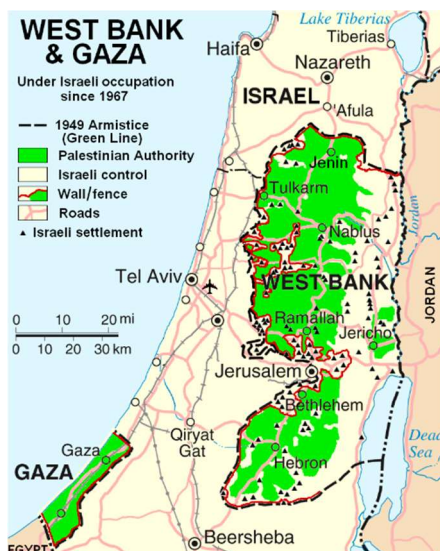 WEST BANK
& GAZA
Under Israeli occupation
since 1967
1949 Armistice
(Green Line)
Palestinian Authority
Israeli control
Wall/fence
Roads
Israeli settlement
Lake Tiberias
Haifa
Tiberias
Nazareth
ISRAEL
'Afula
Jenin
Tulkarm
Nablus
Jordan
Tel Aviv
WEST BANK
JORDAN
0 10 20 mi
0 10 20 30 km
Ramallah
Jericho
Jerusalem
Bethlehem
Qiryat
Gat
Dead
Sea
Gaza
GAZA
Hebron
Beersheba
EGYPT